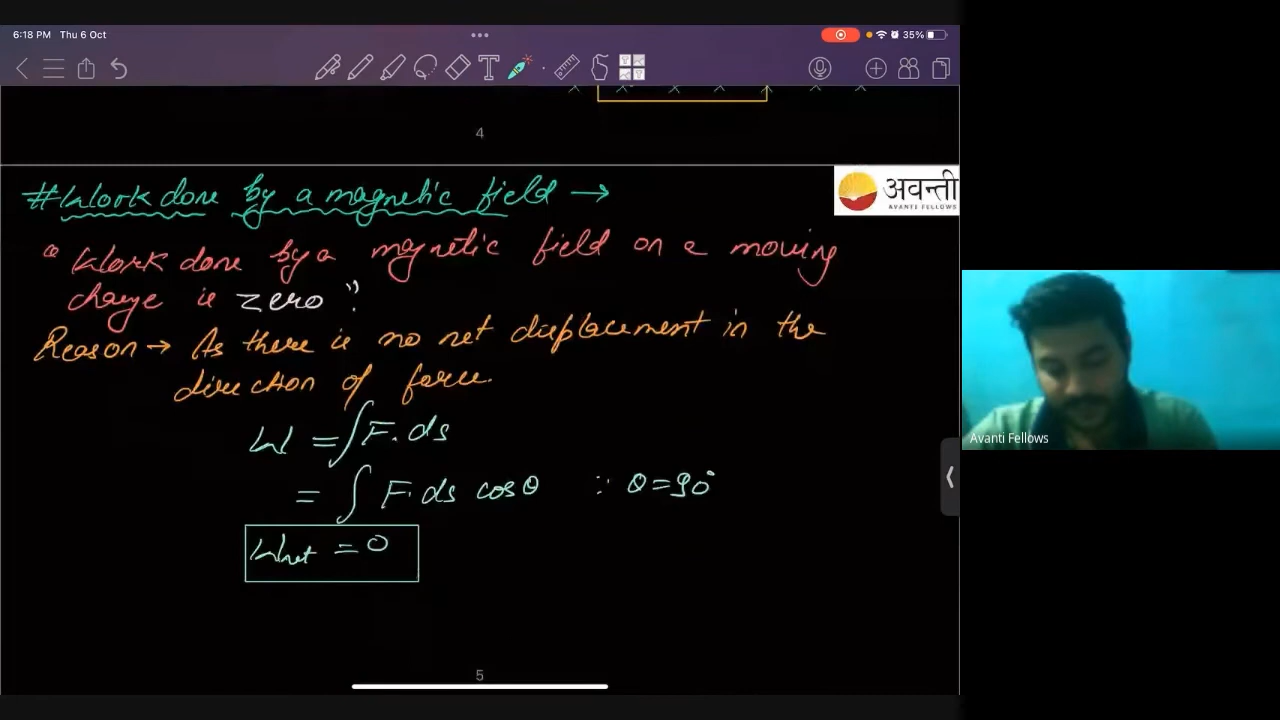 6:18 PM Thu 6 Oct
35%
4
अवन्ती
AVANTI FELLOWS
# Work done by a magnetic field →
" Work done by a magnetic field on a moving
charge is zero "
Reason → As there is no net displacement in the
direction of force.
W = ∫F. ds
= ∫ F. ds cosθ ∵ θ = 90°
Wnet = 0
5
Avanti Fellows